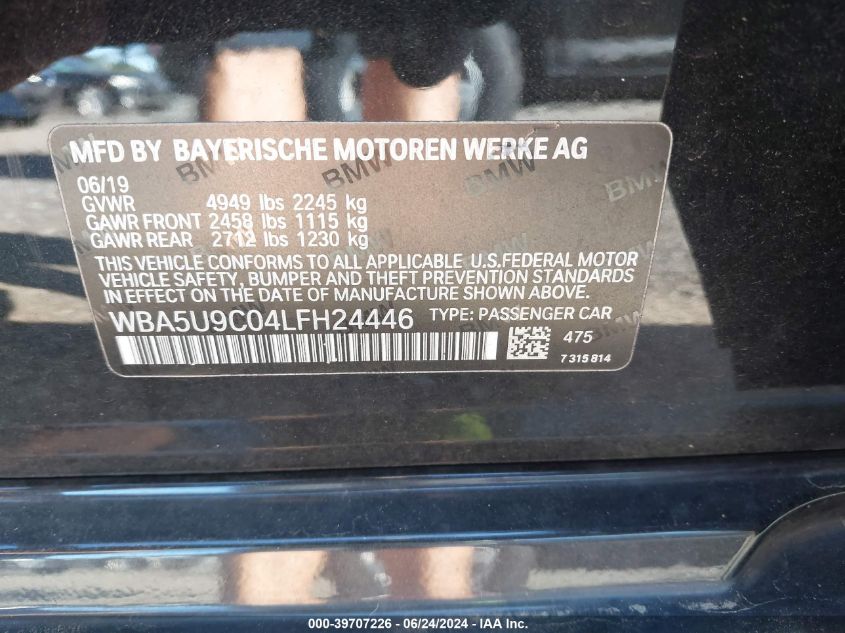 MFD BY BAYERISCHE MOTOREN WERKE AG
06/19
GVWR 4949 lbs 2245 kg
GAWR FRONT 2458 lbs 1115 kg
GAWR REAR 2712 lbs 1230 kg
THIS VEHICLE CONFORMS TO ALL APPLICABLE U.S.FEDERAL MOTOR
VEHICLE SAFETY, BUMPER AND THEFT PREVENTION STANDARDS
IN EFFECT ON THE DATE OF MANUFACTURE SHOWN ABOVE.
WBA5U9C04LFH24446 TYPE: PASSENGER CAR
475
7315814
000-39707226 - 06/24/2024 - IAA Inc.